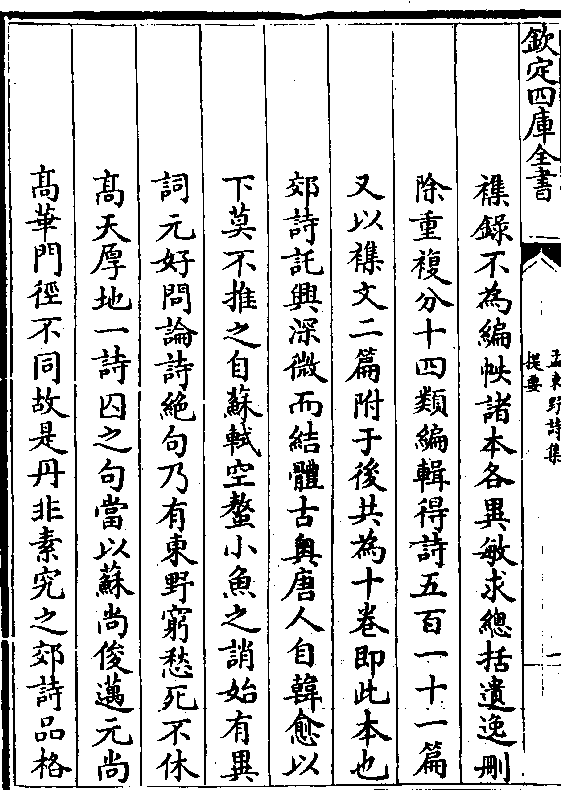 欽定四庫全書
孟東野詩集
提要
一
襍錄不為編帙諸本各異敏求總括遺逸刪
除重複分十四類編輯得詩五百一十一篇
又以襍文二篇附于後共為十卷即此本也
郊詩託興深微而結體古奧唐人自韓愈以
下莫不推之自蘇軾空螯小魚之誚始有異
詞元好問論詩絕句乃有東野窮愁死不休
髙天厚地一詩囚之句當以蘇尚俊邁元尚
髙華門徑不同故是丹非素究之郊詩品格